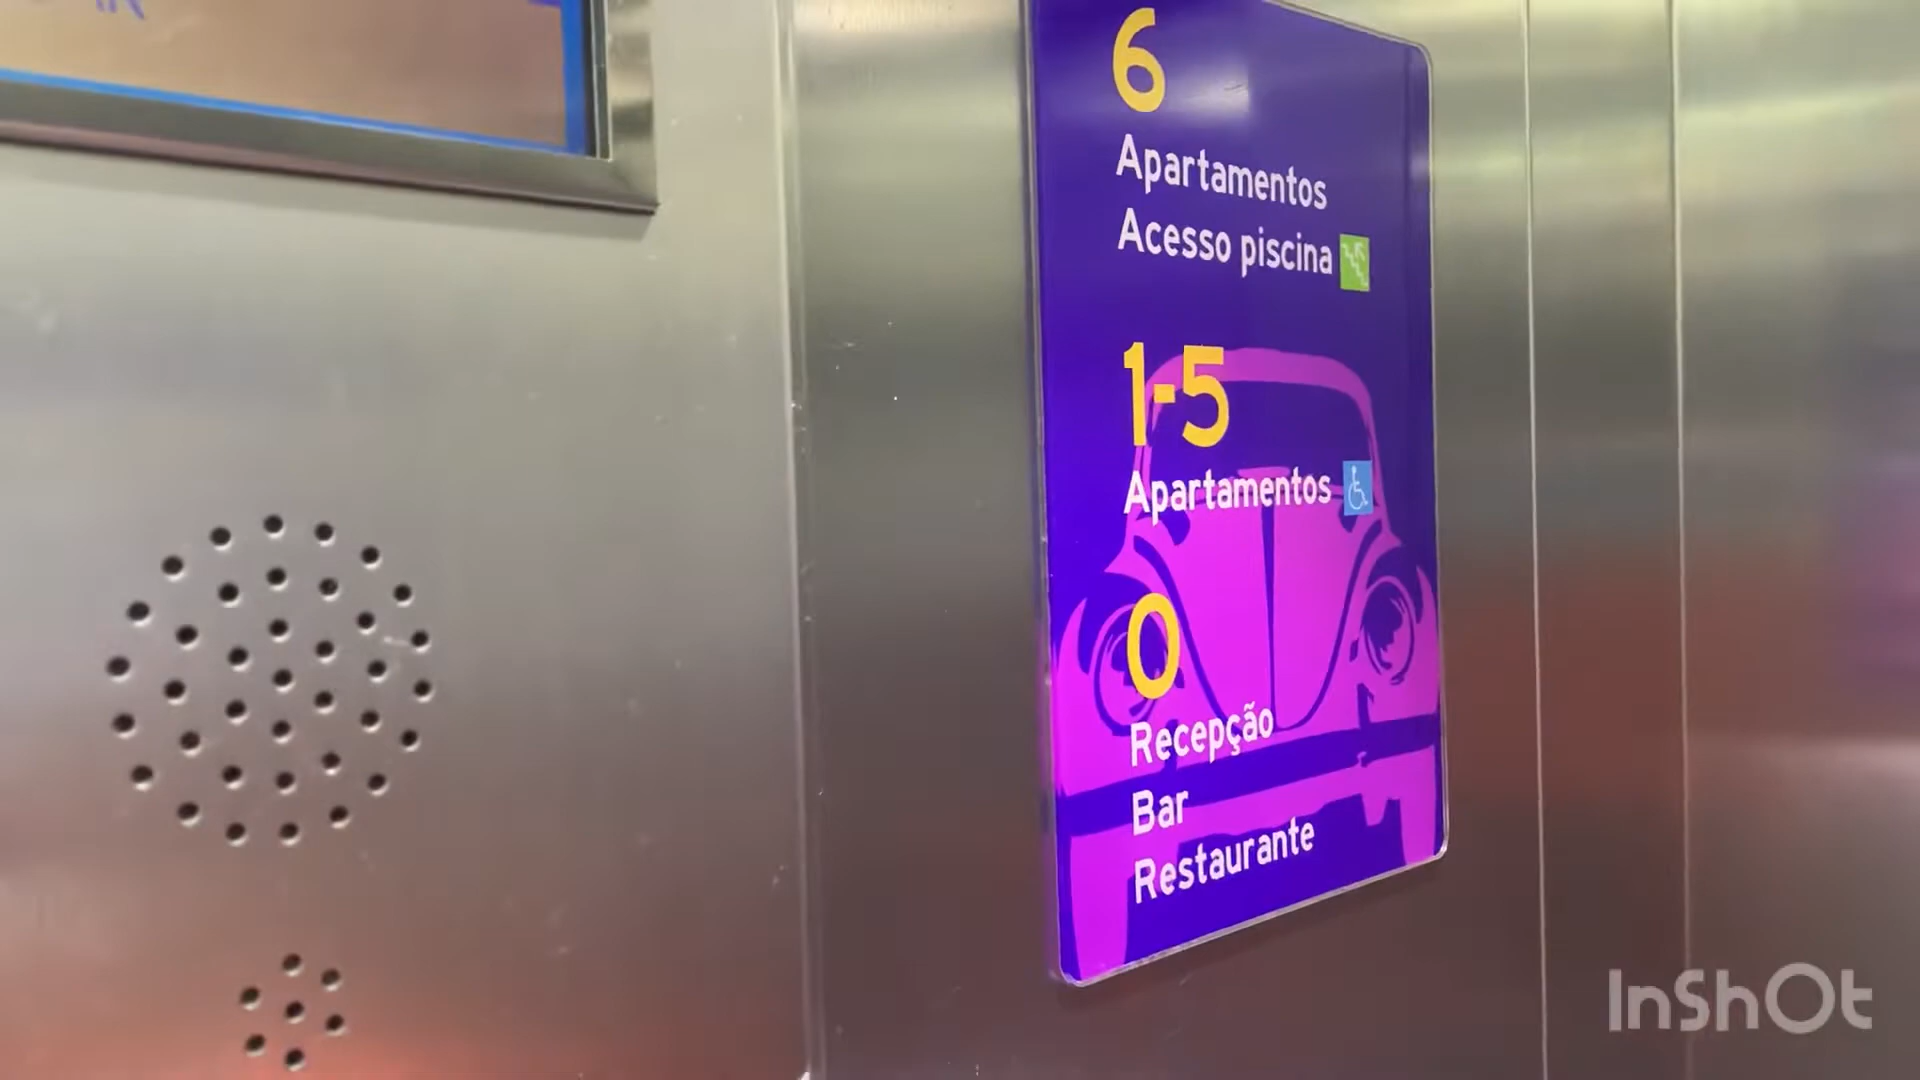 6
Apartamentos
Acesso piscina
1-5
Apartamentos
0
Recepção
Bar
Restaurante
InShOt